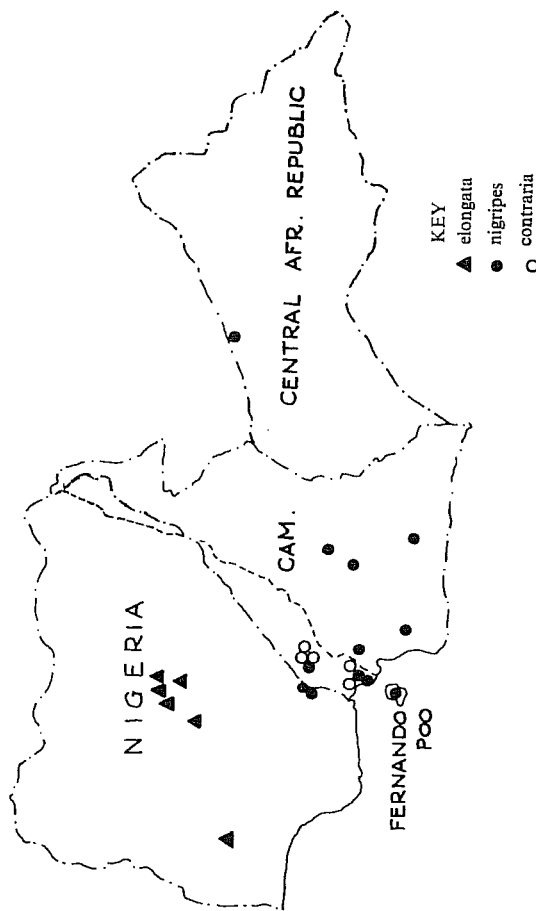 NIGERIA
CENTRAL AFR. REPUBLIC
CAM.
FERNANDO
POO
KEY
elongata
nigripes
contraria